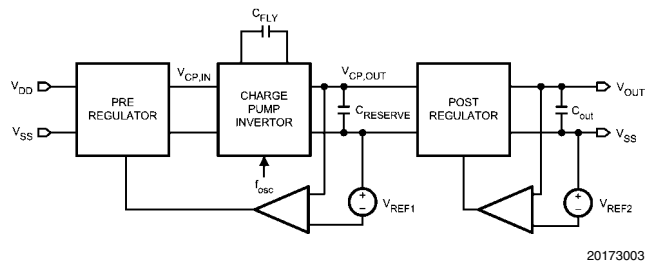 C_FLY
V_DD
PRE
REGULATOR
V_CP,IN
CHARGE
PUMP
INVERTOR
V_CP,OUT
C_RESERVE
POST
REGULATOR
V_OUT
C_out
V_SS
V_SS
f_osc
+
−
V_REF1
+
−
V_REF2
20173003